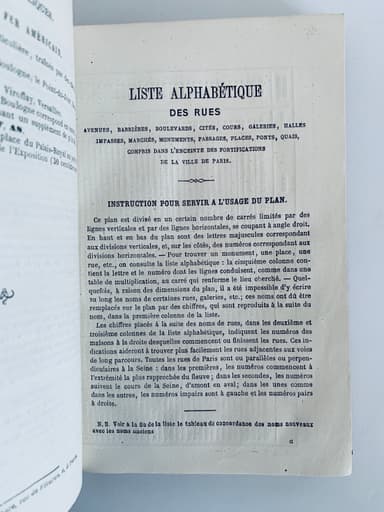 FER AMÉRICAIN.
Viroflay, Versailles.
place du Palais-Royal
l'Exposition (30 centimes
LISTE ALPHABÉTIQUE
DES RUES
AVENUES, BARRIÈRES, BOULEVARDS, CITÉS, COURS, GALERIES, HALLES
IMPASSES, MARCHÉS, MONUMENTS, PASSAGES, PLACES, PONTS, QUAIS,
COMPRIS DANS L'ENCEINTE DES FORTIFICATIONS
DE LA VILLE DE PARIS.
INSTRUCTION POUR SERVIR A L'USAGE DU PLAN.
Ce plan est divisé en un certain nombre de carrés limités par des
lignes verticales et par des lignes horizontales, se coupant à angle droit.
En haut et en bas du plan sont des lettres majuscules correspondant
aux divisions verticales, et, sur les côtés, des numéros correspondant aux
divisions horizontales. — Pour trouver un monument, une place, une
rue, etc., on consulte la liste alphabétique : la cinquième colonne con-
tient la lettre et le numéro dont les lignes conduisent, comme dans une
table de multiplication, au carré qui renferme le lieu cherché. — Quel-
quefois, à raison des dimensions du plan, il a été impossible d'y écrire
au long les noms de certaines rues, galeries, etc.; ces noms ont dû être
remplacés sur le plan par des chiffres, qui sont reproduits à la suite du
nom, dans la première colonne de la liste.
Les chiffres placés à la suite des noms de rues, dans les deuxième et
troisième colonnes de la liste alphabétique, indiquent les numéros des
maisons à la droite desquelles commencent ou finissent les rues. Ces in-
dications aideront à trouver plus facilement les rues adjacentes aux voies
de long parcours. Toutes les rues de Paris sont ou parallèles ou perpen-
diculaires à la Seine : dans les premières, les numéros commencent à
l'extrémité la plus rapprochée du fleuve ; dans les secondes, les numéros
suivent le cours de la Seine, d'amont en aval ; dans les unes comme
dans les autres, les numéros impairs sont à gauche et les numéros pairs
à droite.
N. B. Voir à la fin de la liste le tableau de concordance des noms nouveaux
avec les noms anciens
a